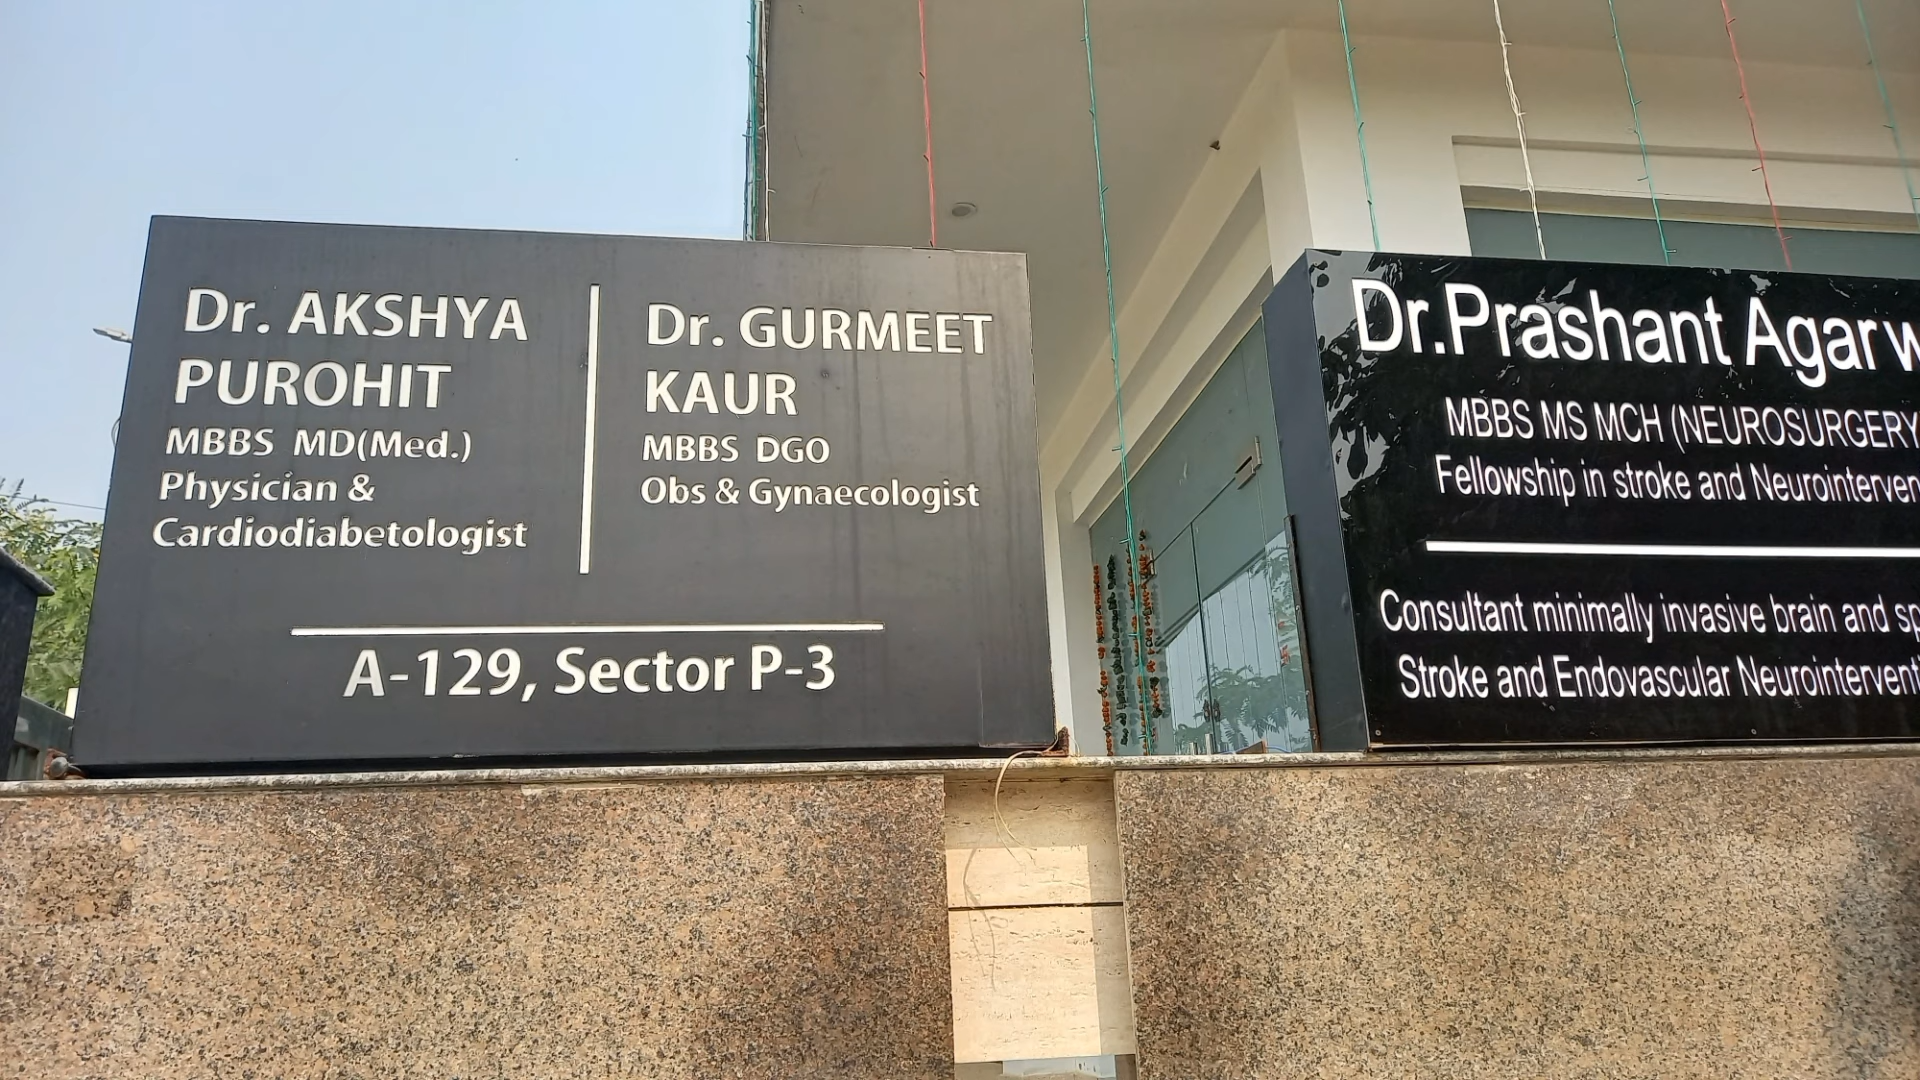 Dr. AKSHYA
PUROHIT
MBBS MD(Med.)
Physician &
Cardiodiabetologist
Dr. GURMEET
KAUR
MBBS DGO
Obs & Gynaecologist
A-129, Sector P-3
Dr.Prashant
MBBS MS MCH (NEUROSURGERY
Fellowship in stroke and
Consultant minimally invasive brain and
Stroke and Endovascular